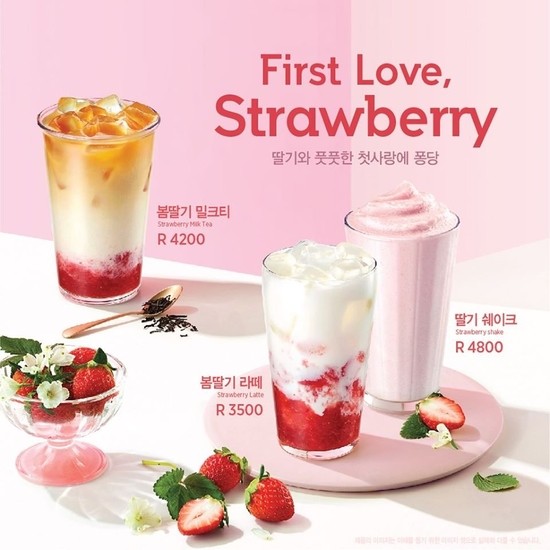 First Love,
Strawberry
딸기와 풋풋한 첫사랑에 퐁당
봄딸기 밀크티
Strawberry Milk Tea
R 4200
딸기 쉐이크
Strawberry shake
R 4800
봄딸기 라떼
Strawberry Latte
R 3500